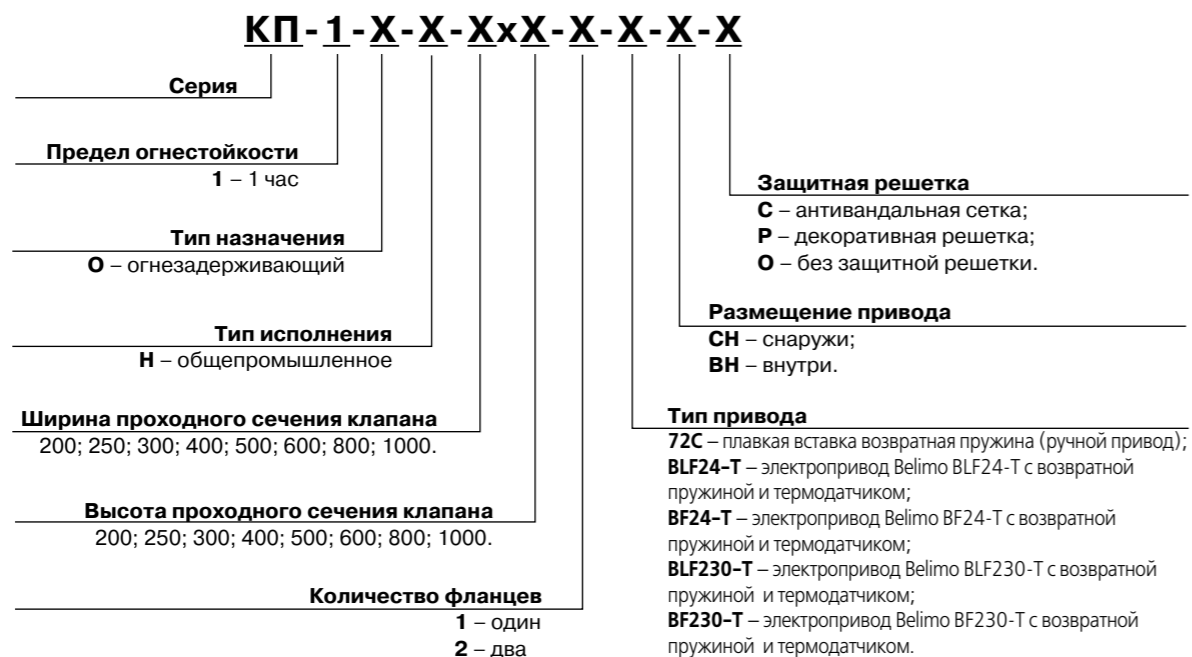 КП-1-Х-Х-ХхХ-Х-Х-Х-Х
Серия
Предел огнестойкости
1 – 1 час
Тип назначения
О – огнезадерживающий
Тип исполнения
Н – общепромышленное
Ширина проходного сечения клапана
200; 250; 300; 400; 500; 600; 800; 1000.
Высота проходного сечения клапана
200; 250; 300; 400; 500; 600; 800; 1000.
Количество фланцев
1 – один
2 – два
Защитная решетка
С – антивандальная сетка;
Р – декоративная решетка;
О – без защитной решетки.
Размещение привода
СН – снаружи;
ВН – внутри.
Тип привода
72С – плавкая вставка возвратная пружина (ручной привод);
BLF24–T – электропривод Belimo BLF24-T с возвратной
пружиной и термодатчиком;
BF24–T – электропривод Belimo BF24-T с возвратной
пружиной и термодатчиком;
BLF230–T – электропривод Belimo BLF230-T с возвратной
пружиной и термодатчиком;
BF230–T – электропривод Belimo BF230-T с возвратной
пружиной и термодатчиком.